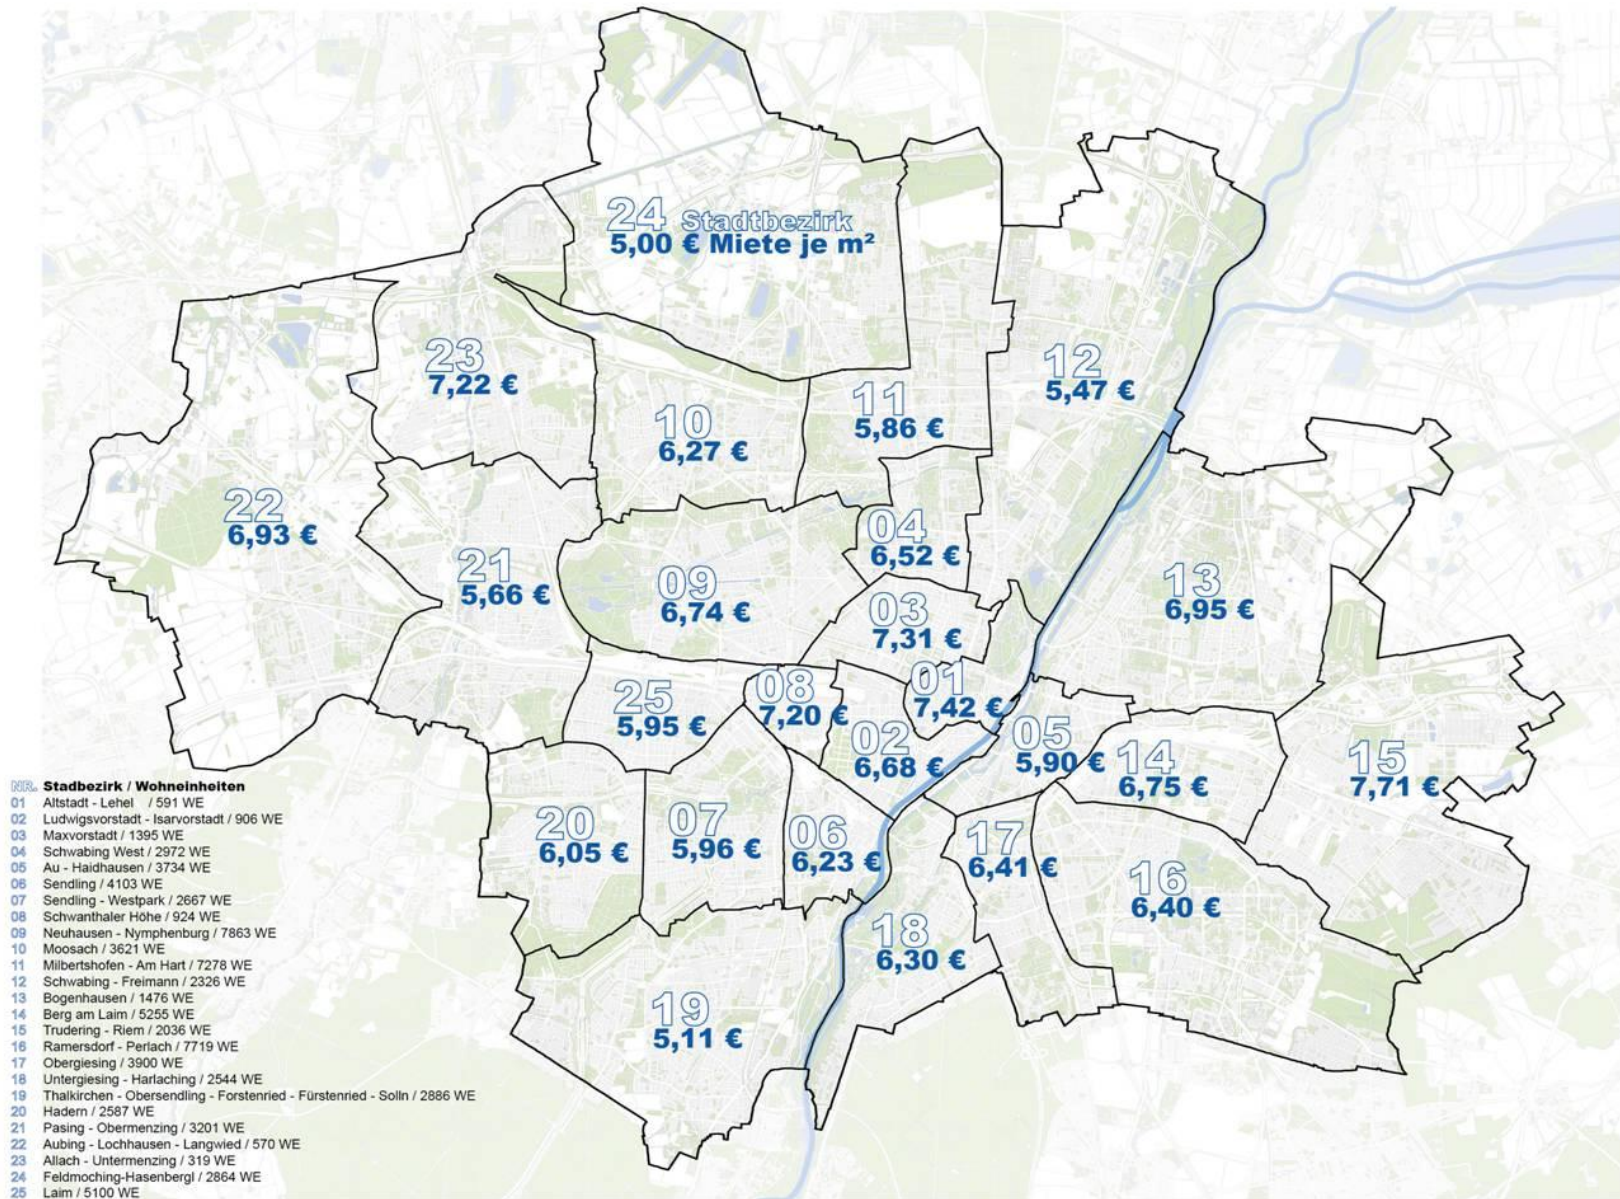 24 Stadtbezirk
5,00 € Miete je m²
23
7,22 €
12
5,47 €
11
5,86 €
10
6,27 €
22
6,93 €
04
6,52 €
21
5,66 €
09
6,74 €
13
6,95 €
03
7,31 €
01
7,42 €
08
7,20 €
25
5,95 €
02
6,68 €
05
5,90 €
14
6,75 €
15
7,71 €
20
6,05 €
07
5,96 €
06
6,23 €
17
6,41 €
16
6,40 €
18
6,30 €
19
5,11 €
NR. Stadbezirk / Wohneinheiten
01 Altstadt - Lehel / 591 WE
02 Ludwigsvorstadt - Isarvorstadt / 906 WE
03 Maxvorstadt / 1395 WE
04 Schwabing West / 2972 WE
05 Au - Haidhausen / 3734 WE
06 Sendling / 4103 WE
07 Sendling - Westpark / 2667 WE
08 Schwanthaler Höhe / 924 WE
09 Neuhausen - Nymphenburg / 7863 WE
10 Moosach / 3621 WE
11 Milbertshofen - Am Hart / 7278 WE
12 Schwabing - Freimann / 2326 WE
13 Bogenhausen / 1476 WE
14 Berg am Laim / 5255 WE
15 Trudering - Riem / 2036 WE
16 Ramersdorf - Perlach / 7719 WE
17 Obergiesing / 3900 WE
18 Untergiesing - Harlaching / 2544 WE
19 Thalkirchen - Obersendling - Forstenried - Fürstenried - Solln / 2886 WE
20 Hadern / 2587 WE
21 Pasing - Obermenzing / 3201 WE
22 Aubing - Lochhausen - Langwied / 570 WE
23 Allach - Untermenzing / 319 WE
24 Feldmoching-Hasenbergl / 2864 WE
25 Laim / 5100 WE